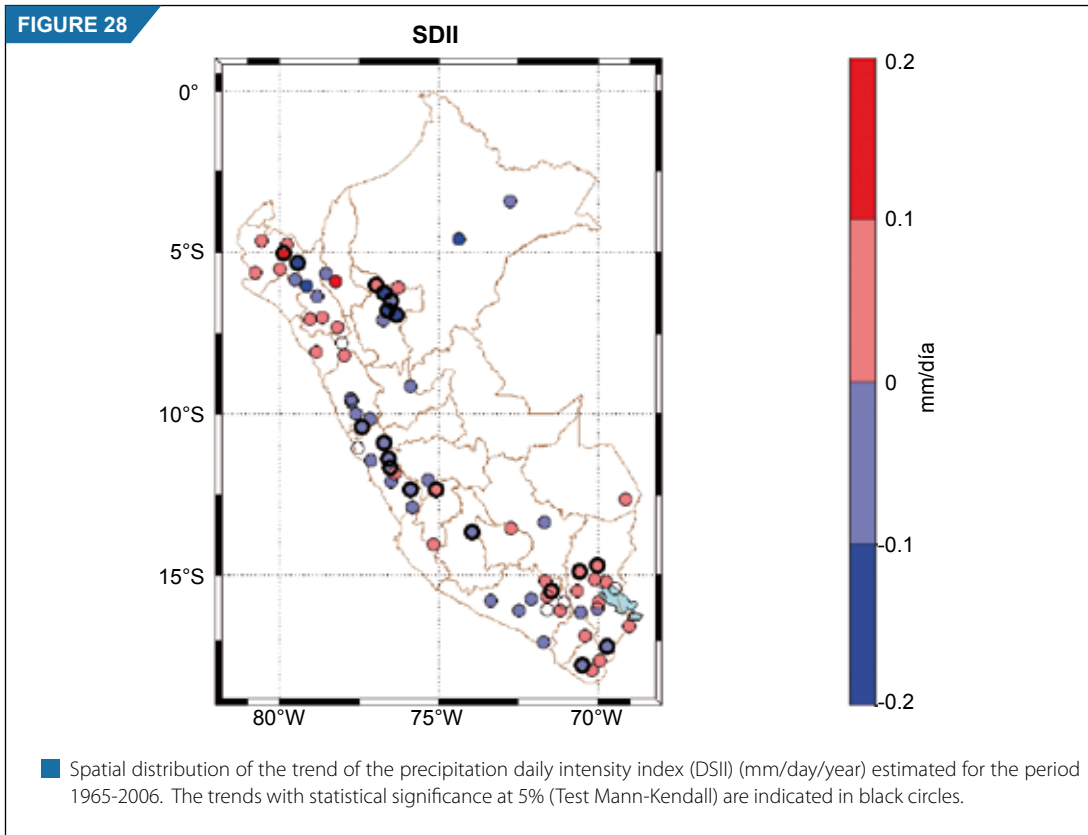 FIGURE 28
SDII
0°
5°S
10°S
15°S
80°W
75°W
70°W
0.2
0.1
0
-0.1
-0.2
mm/día
Spatial distribution of the trend of the precipitation daily intensity index (DSII) (mm/day/year) estimated for the period
1965-2006. The trends with statistical significance at 5% (Test Mann-Kendall) are indicated in black circles.